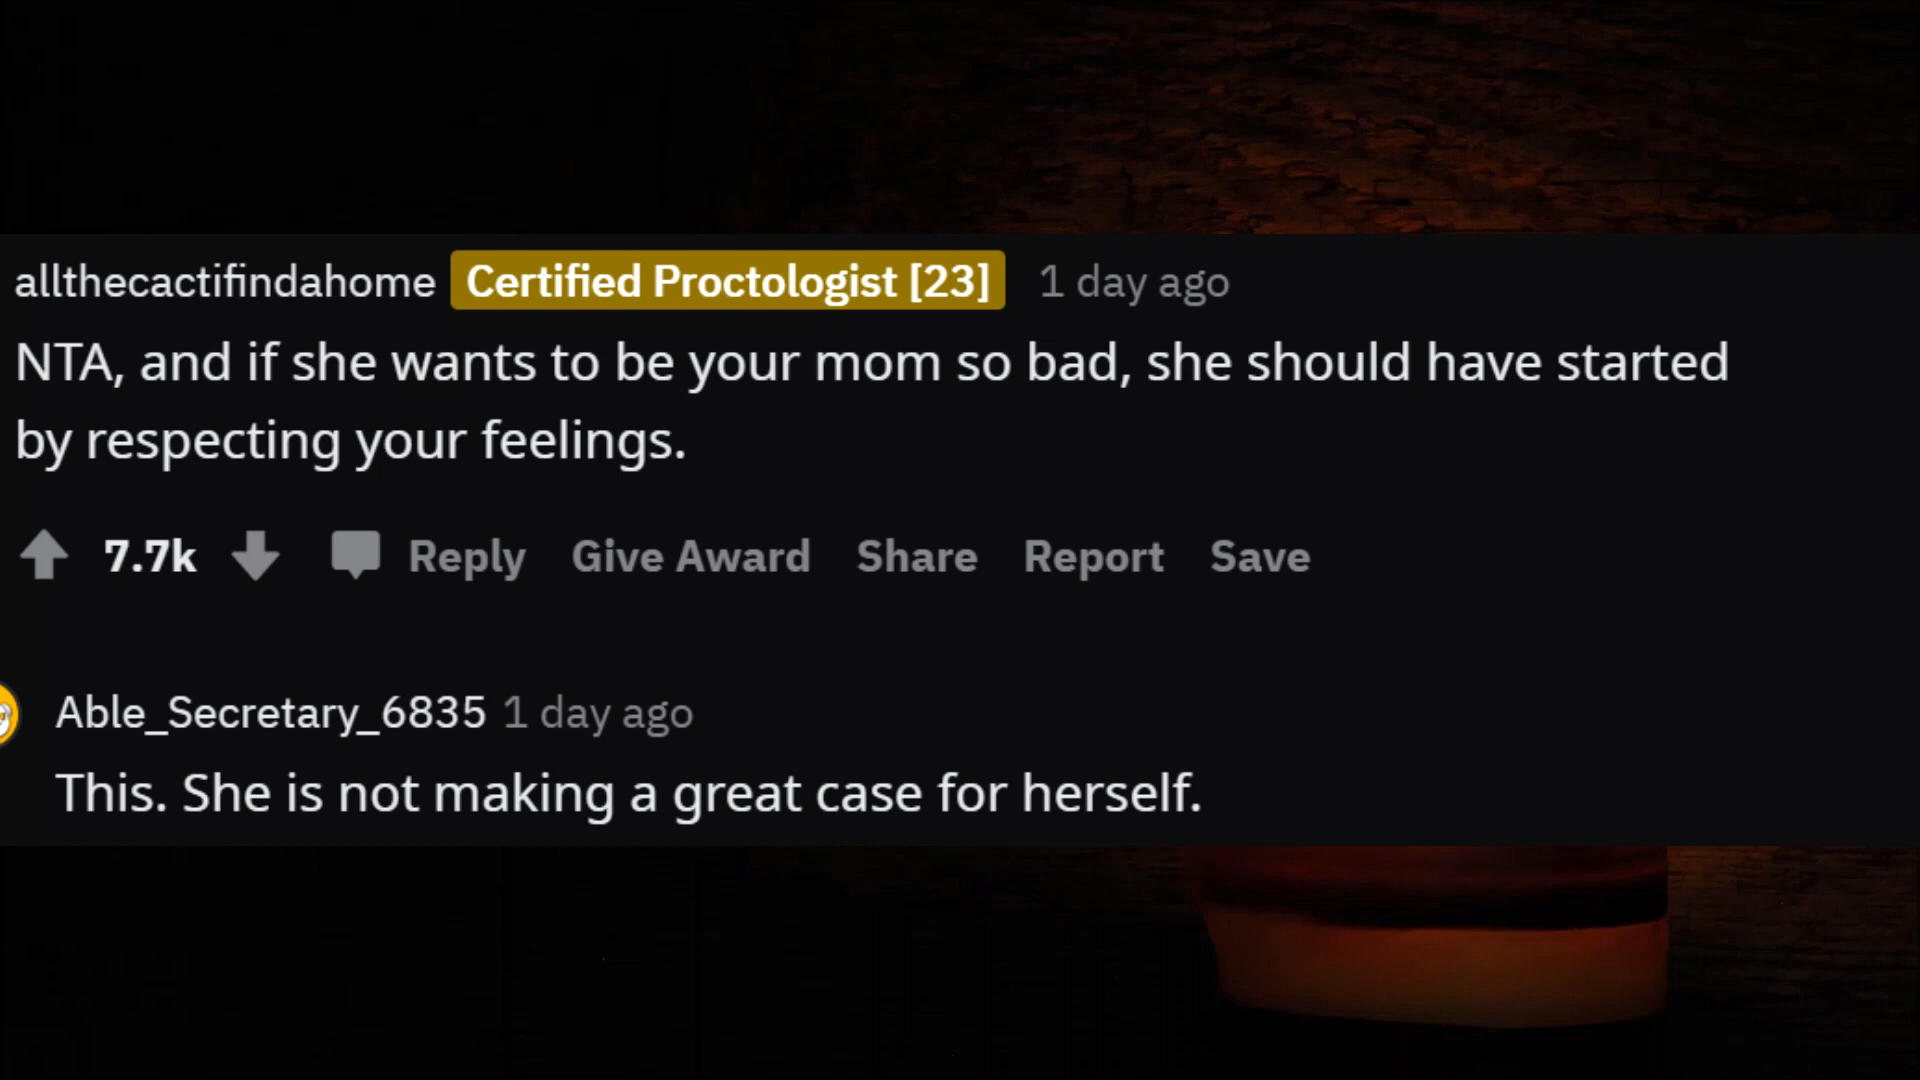 allthecactifindahome Certified Proctologist [23] 1 day ago
NTA, and if she wants to be your mom so bad, she should have started
by respecting your feelings.
7.7k Reply Give Award Share Report Save
Able_Secretary_6835 1 day ago
This. She is not making a great case for herself.